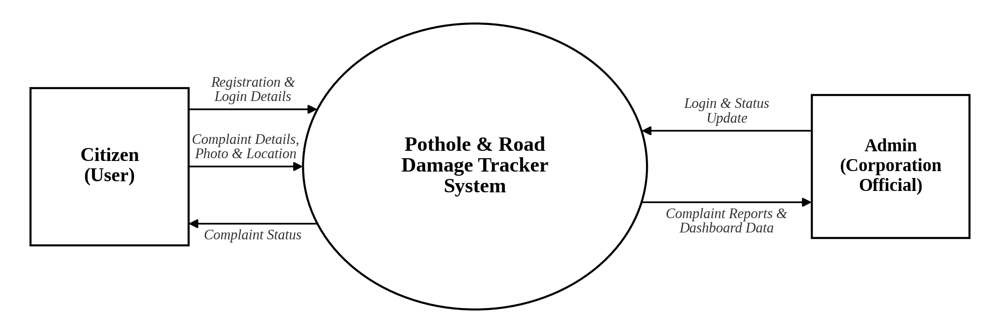 Registration &
Login Details
Complaint Details,
Photo & Location
Citizen
(User)
Complaint Status
Pothole & Road
Damage Tracker
System
Login & Status
Update
Complaint Reports &
Dashboard Data
Admin
(Corporation
Official)